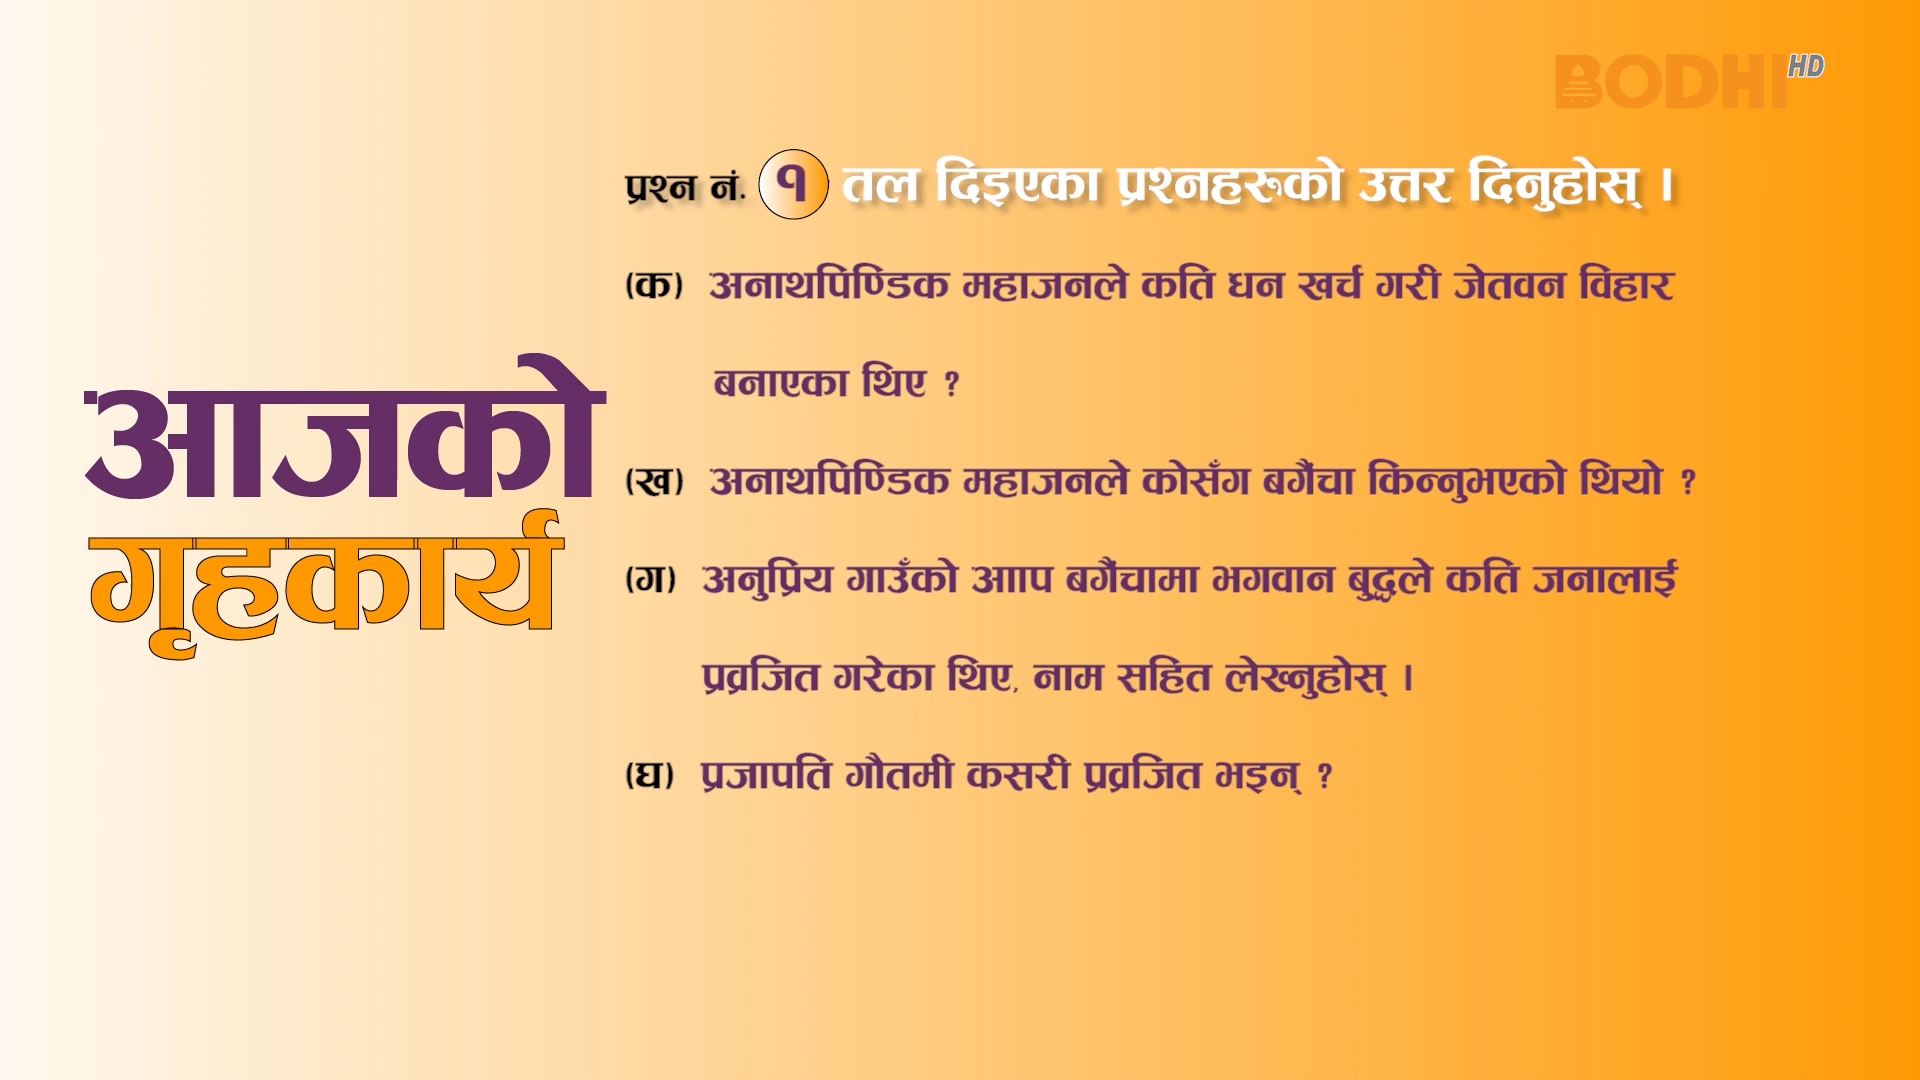 BODHI HD
प्रश्न नं. १ तल दिइएका प्रश्नहरूको उत्तर दिनुहोस् ।
(क) अनाथपिण्डिक महाजनले कति धन खर्च गरी जेतवन विहार
बनाएका थिए ?
आजको
गृहकार्य
(ख) अनाथपिण्डिक महाजनले कोसँग बगैंचा किन्नुभएको थियो ?
(ग) अनुप्रिय गाउँको आाप बगैंचामा भगवान बुद्धले कति जनालाई
प्रव्रजित गरेका थिए, नाम सहित लेख्नुहोस् ।
(घ) प्रजापति गौतमी कसरी प्रव्रजित भइन् ?